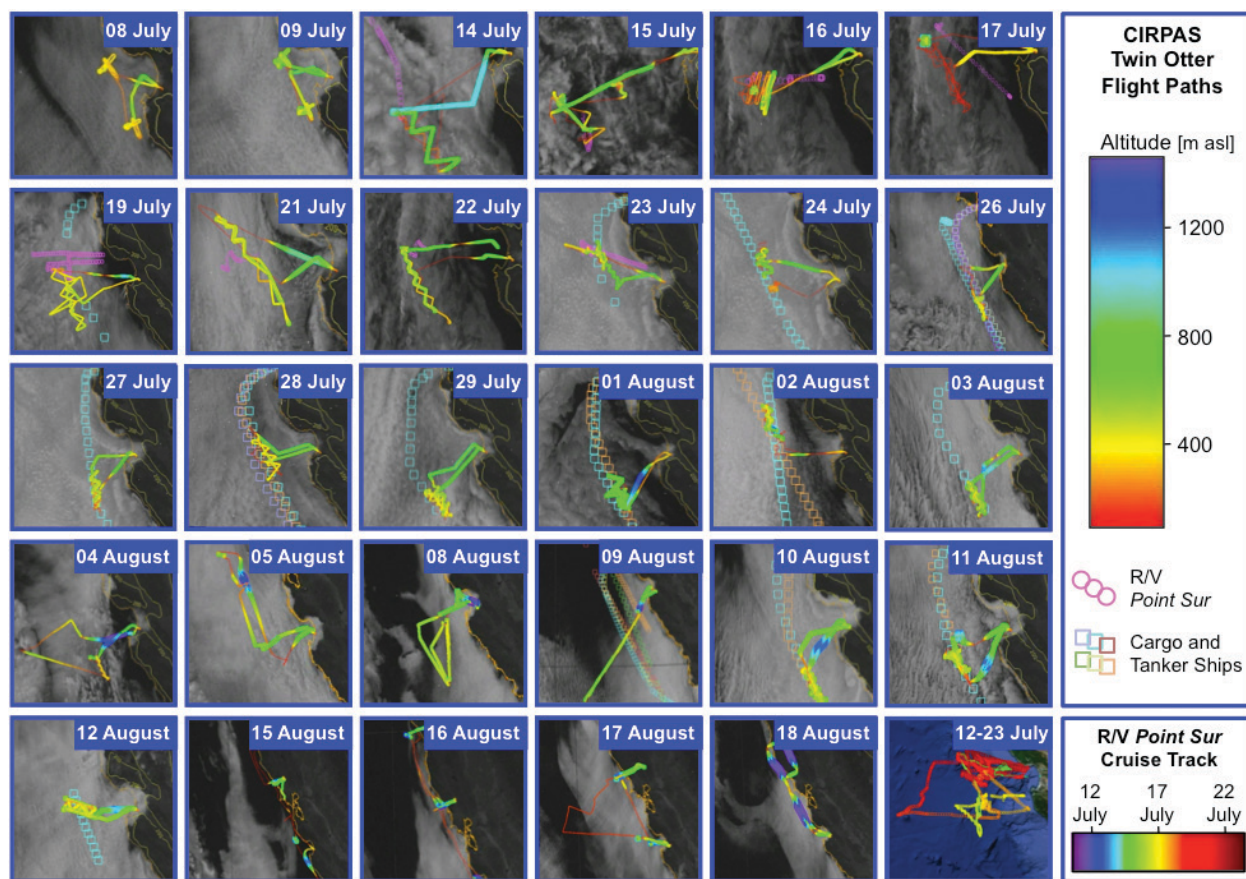 08 July
09 July
14 July
15 July
16 July
17 July
19 July
21 July
22 July
23 July
24 July
26 July
27 July
28 July
29 July
01 August
02 August
03 August
04 August
05 August
08 August
09 August
10 August
11 August
12 August
15 August
16 August
17 August
18 August
12-23 July
CIRPAS
Twin Otter
Flight Paths
Altitude [m asl]
1200
800
400
R/V
Point Sur
Cargo and
Tanker Ships
R/V Point Sur
Cruise Track
12 17 22
July July July